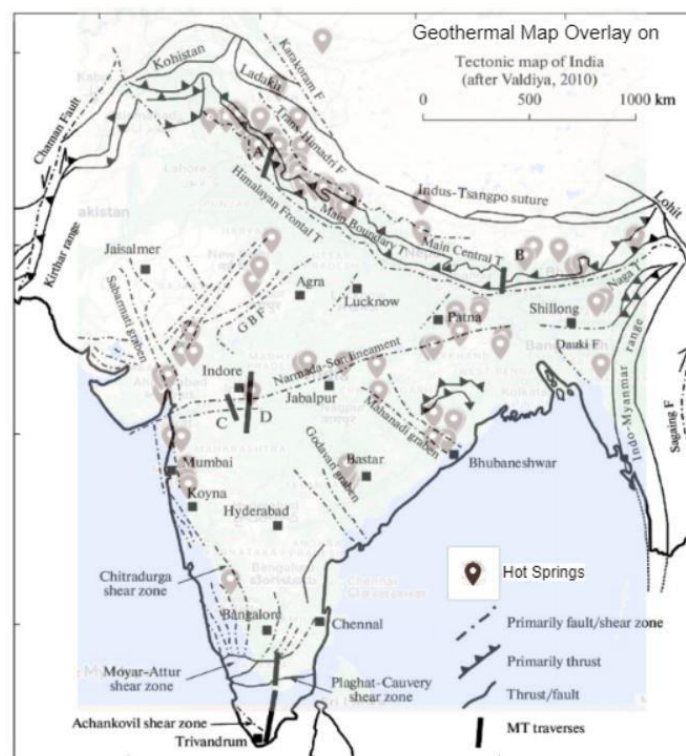 Geothermal Map Overlay on
Tectonic map of India
(after Valdiya, 2010)
0 500 1000 km
Karakoram F
Kohistan
Ladakh
Chaman Fault
Trans-Himadri F
A
Indus-Tsangpo suture
Lohit
akistan
Himalayan Frontal T
Main Boundary T
Main Central T
B
Kirthar range
Jaisalmer
Naga T
Agra
Lucknow
Sabarmati graben
G B F
Patna
Shillong
Dauki F
Narmada-Son lineament
Indore
Jabalpur
C
D
Mahanadi graben
Indo-Myanmar range
Sagaing F
Godavari graben
Bastar
Bhubaneshwar
Mumbai
Koyna
Hyderabad
Hot Springs
Chitradurga
shear zone
Bangalord
Chennal
Primarily fault/shear zone
Moyar-Attur
shear zone
Plaghat-Cauvery
shear zone
Primarily thrust
Thrust/fault
Achankovil shear zone
Trivandrum
MT traverses